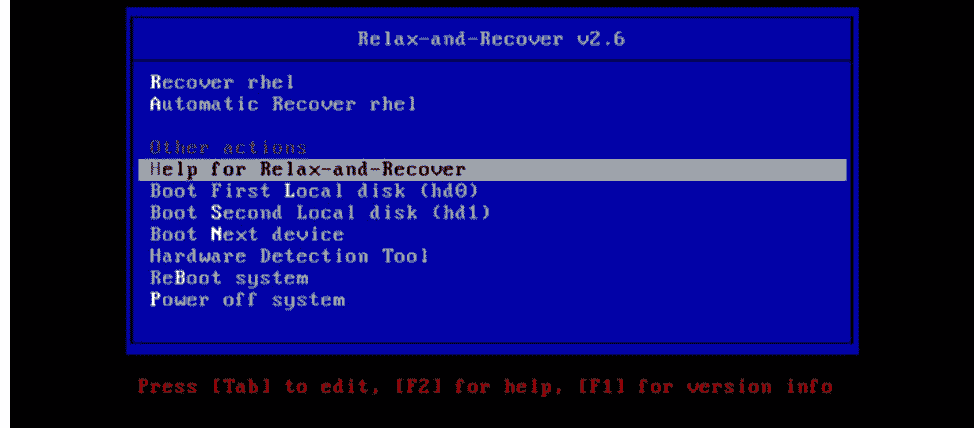 Relax-and-Recover v2.6
Recover rhel
Automatic Recover rhel
Other actions
Help for Relax-and-Recover
Boot First Local disk (hd0)
Boot Second Local disk (hd1)
Boot Next device
Hardware Detection Tool
ReBoot system
Power off system
Press [Tab] to edit, [F2] for help, [F1] for version info